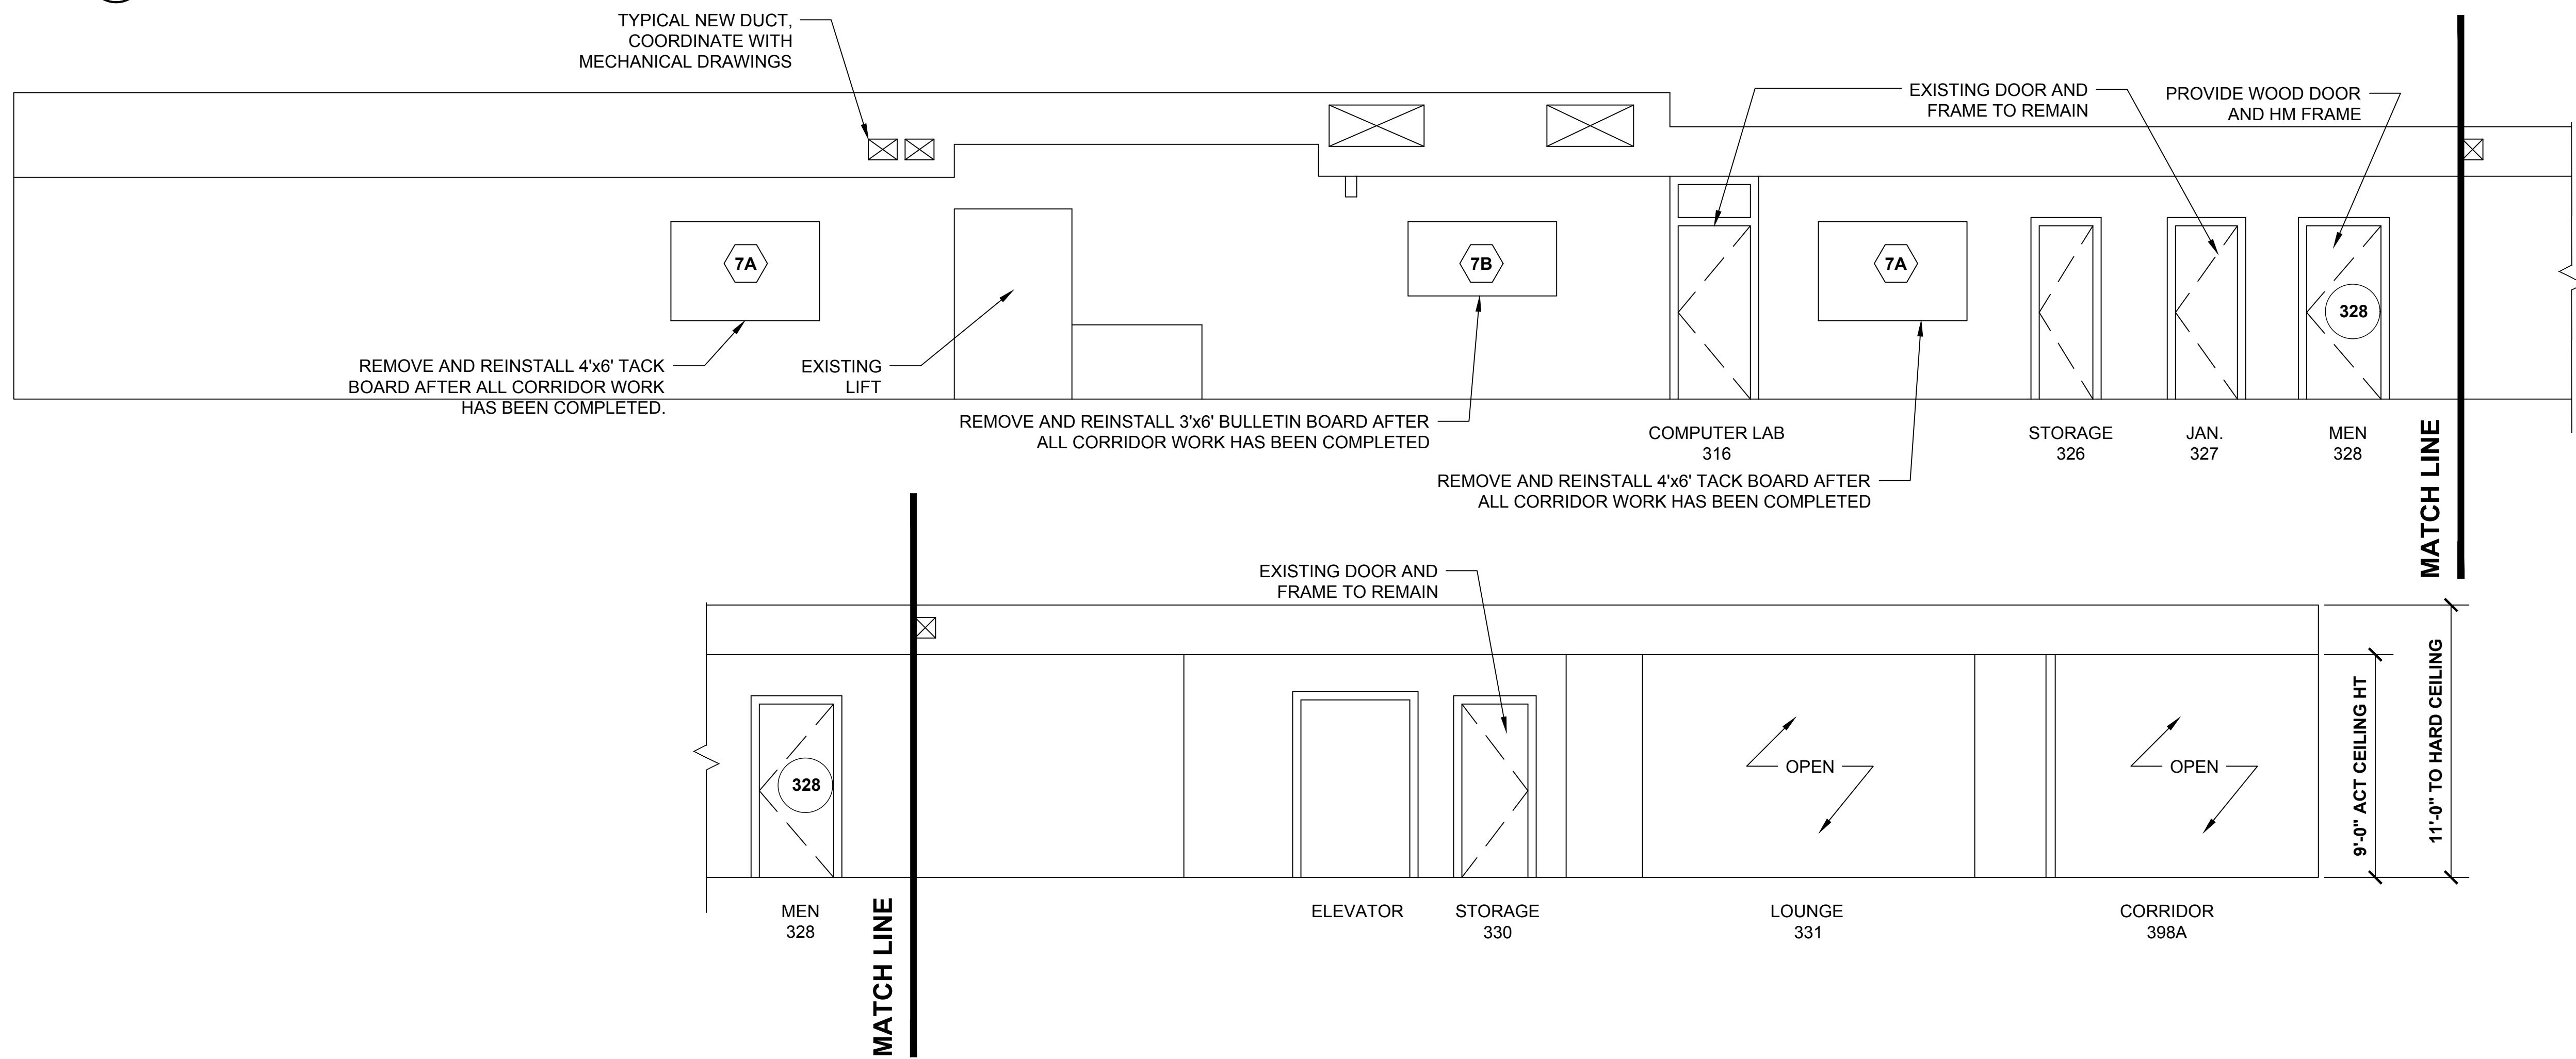 TYPICAL NEW DUCT,
COORDINATE WITH
MECHANICAL DRAWINGS
EXISTING DOOR AND
FRAME TO REMAIN
PROVIDE WOOD DOOR
AND HM FRAME
7A
7B
7A
328
REMOVE AND REINSTALL 4'x6' TACK
BOARD AFTER ALL CORRIDOR WORK
HAS BEEN COMPLETED.
EXISTING
LIFT
REMOVE AND REINSTALL 3'x6' BULLETIN BOARD AFTER
ALL CORRIDOR WORK HAS BEEN COMPLETED
COMPUTER LAB
316
REMOVE AND REINSTALL 4'x6' TACK BOARD AFTER
ALL CORRIDOR WORK HAS BEEN COMPLETED
STORAGE
326
JAN.
327
MEN
328
MATCH LINE
EXISTING DOOR AND
FRAME TO REMAIN
328
OPEN
OPEN
9'-0" ACT CEILING HT
11'-0" TO HARD CEILING
MEN
328
MATCH LINE
ELEVATOR
STORAGE
330
LOUNGE
331
CORRIDOR
398A